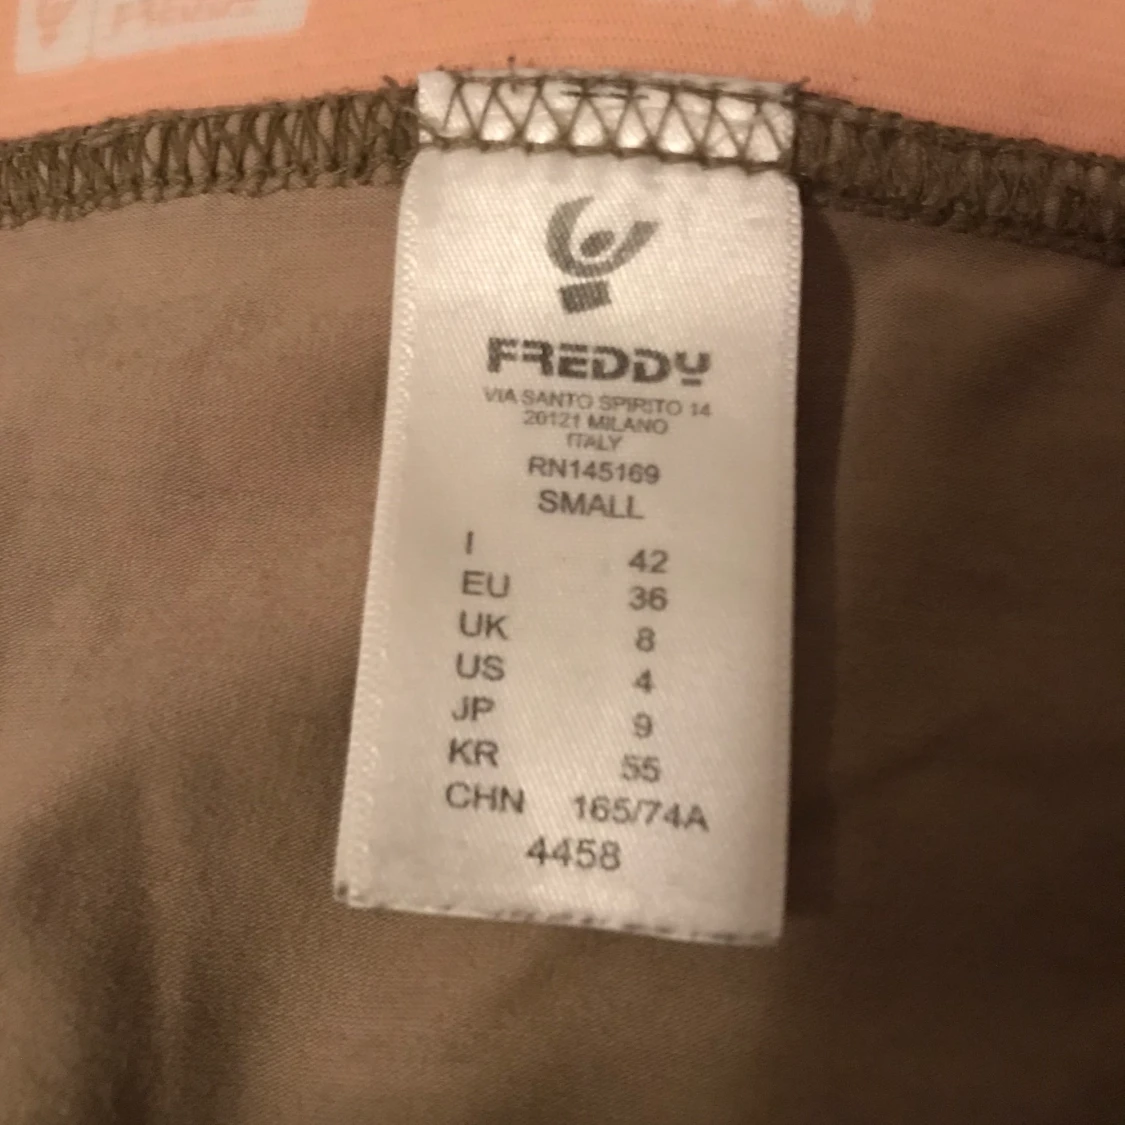 FREDDY
VIA SANTO SPIRITO 14
20121 MILANO
ITALY
RN145169
SMALL
I 42
EU 36
UK 8
US 4
JP 9
KR 55
CHN 165/74A
4458